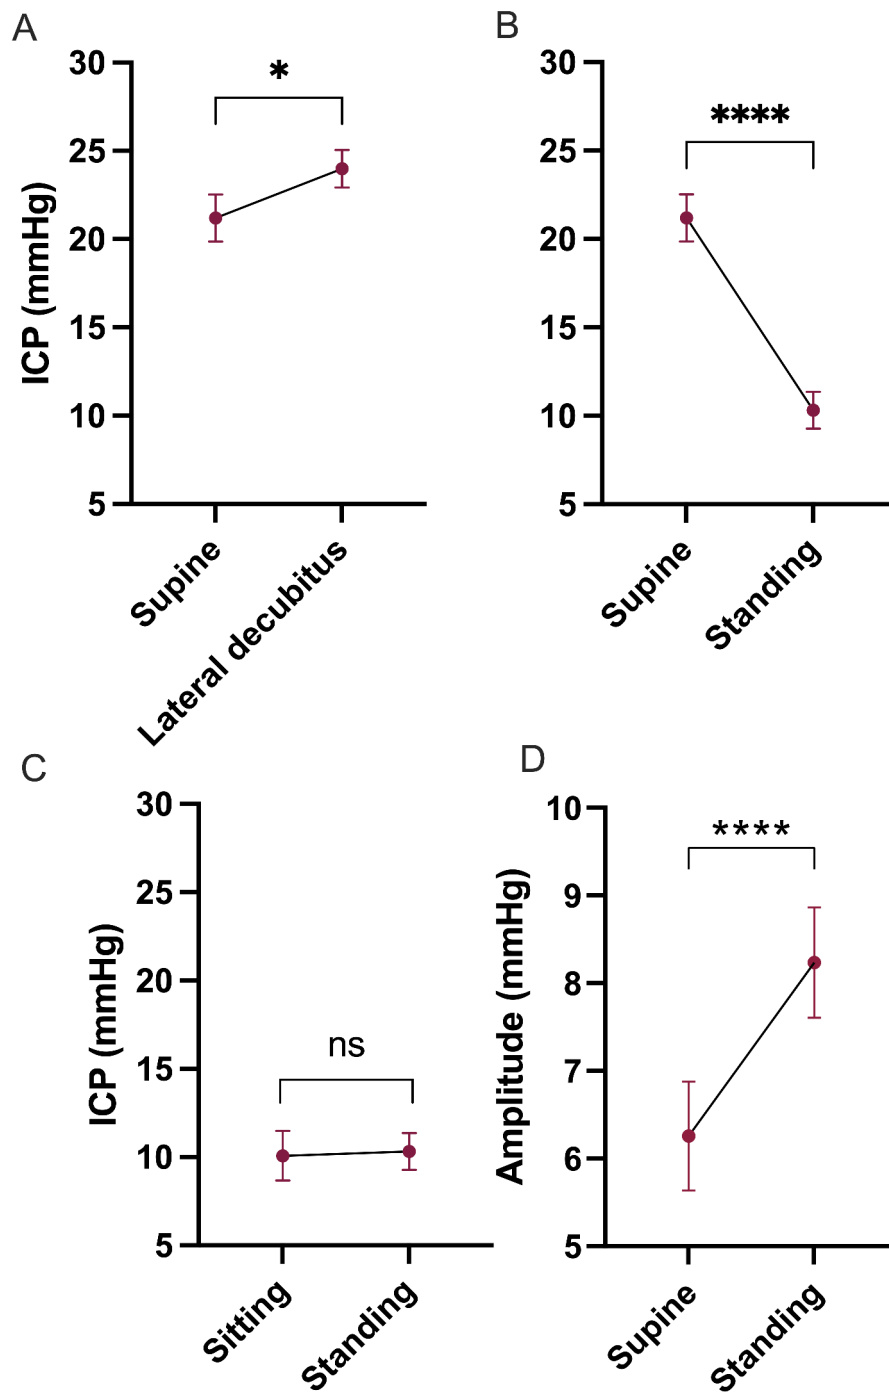 A
30
25
20
15
10
5
ICP (mmHg)
*
Supine
Lateral decubitus
B
30
25
20
15
10
5
****
Supine
Standing
C
30
25
20
15
10
5
ICP (mmHg)
ns
Sitting
Standing
D
10
9
8
7
6
5
Amplitude (mmHg)
****
Supine
Standing